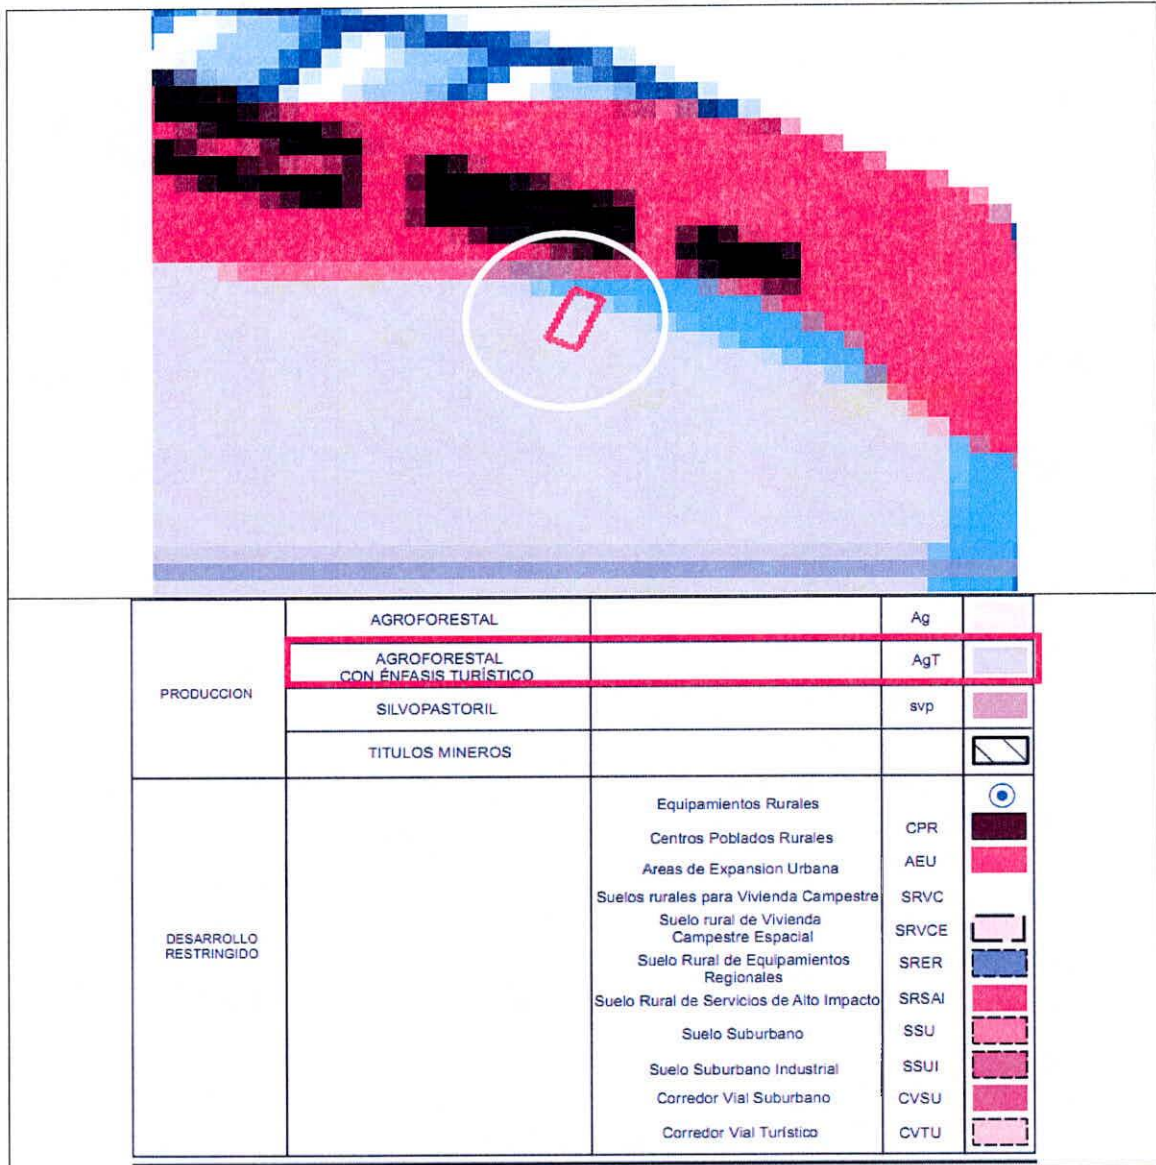 AGROFORESTAL Ag
PRODUCCION
AGROFORESTAL
CON ÉNFASIS TURÍSTICO AgT
SILVOPASTORIL svp
TITULOS MINEROS
DESARROLLO
RESTRINGIDO
Equipamientos Rurales
Centros Poblados Rurales CPR
Areas de Expansion Urbana AEU
Suelos rurales para Vivienda Campestre SRVC
Suelo rural de Vivienda
Campestre Espacial SRVCE
Suelo Rural de Equipamientos
Regionales SRER
Suelo Rural de Servicios de Alto Impacto SRSAI
Suelo Suburbano SSU
Suelo Suburbano Industrial SSUI
Corredor Vial Suburbano CVSU
Corredor Vial Turístico CVTU